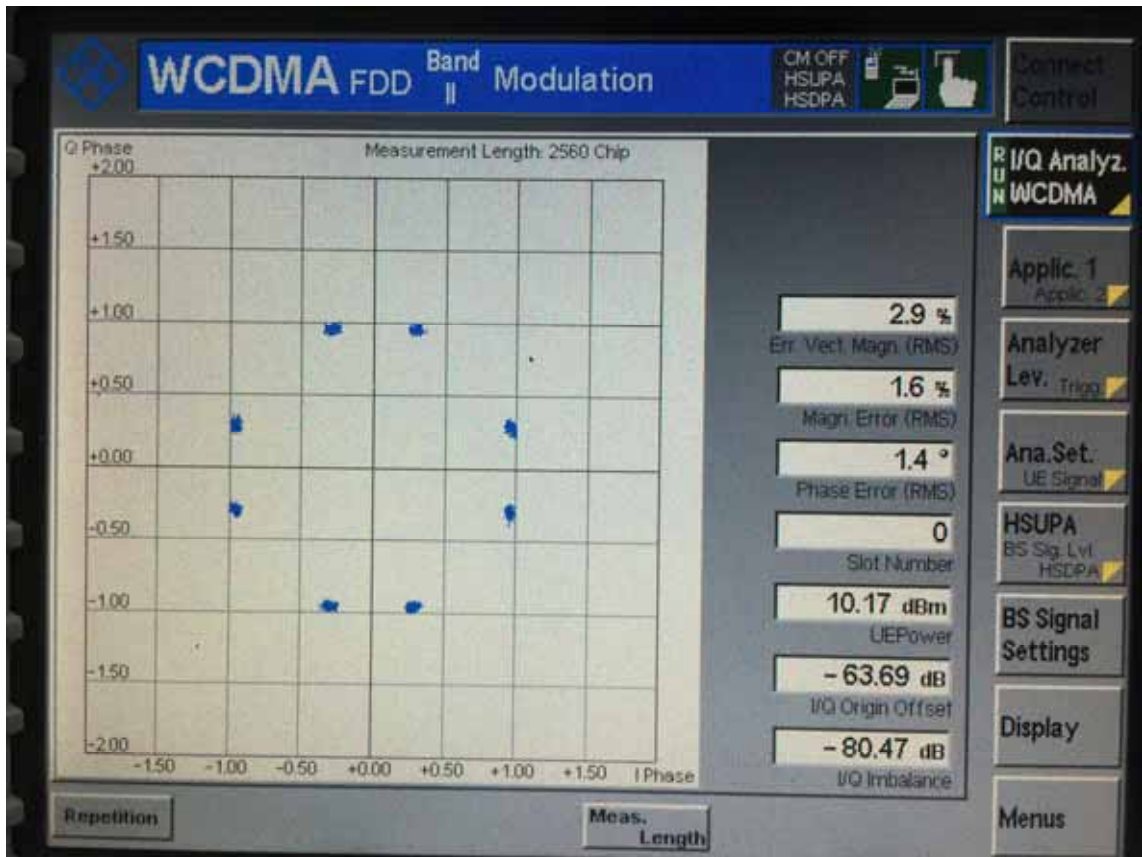 WCDMA FDD Band II Modulation
CM OFF
HSUPA
HSDPA
Connect
Control
Q Phase
Measurement Length: 2560 Chip
+2.00
+1.50
+1.00
+0.50
+0.00
-0.50
-1.00
-1.50
-2.00
-1.50 -1.00 -0.50 +0.00 +0.50 +1.00 +1.50 I Phase
2.9 %
Err. Vect. Magn. (RMS)
1.6 %
Magn. Error (RMS)
1.4 °
Phase Error (RMS)
0
Slot Number
10.17 dBm
UEPower
-63.69 dB
I/Q Origin Offset
-80.47 dB
I/Q Imbalance
RUN
I/Q Analyz.
WCDMA
Applic. 1
Applic. 2
Analyzer
Lev. Trigg.
Ana.Set.
UE Signal
HSUPA
BS Sig. Lvl.
HSDPA
BS Signal
Settings
Display
Menus
Repetition
Meas.
Length